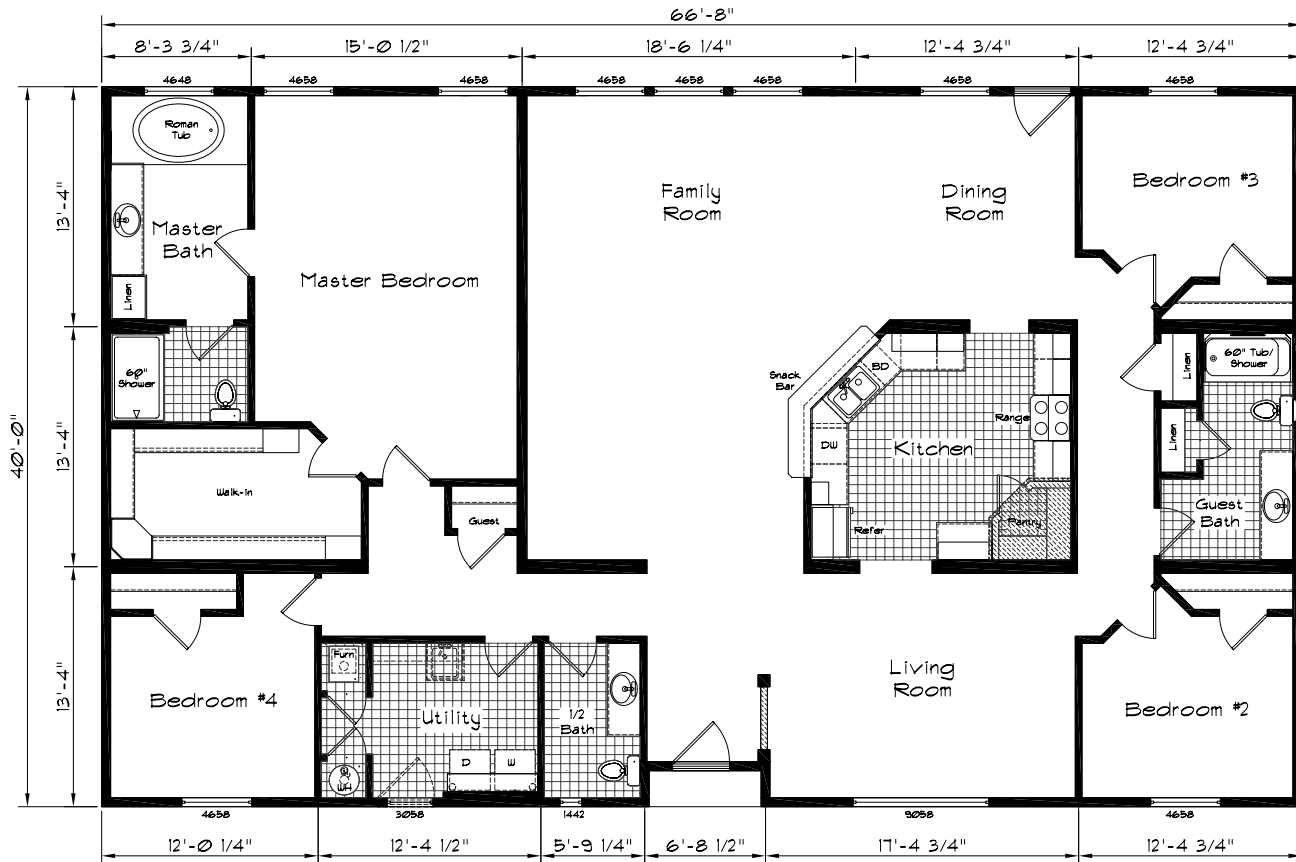 66'-8"
8'-3 3/4"
15'-0 1/2"
18'-6 1/4"
12'-4 3/4"
12'-4 3/4"
4648
4658
4658
4658
4658
4658
4658
4658
Roman
Tub
Family
Room
Dining
Room
Bedroom #3
13'-4"
Master
Bath
Master Bedroom
Linen
60"
Shower
Snack
Bar
BD
Linen
60" Tub/
Shower
Range
40'-0"
13'-4"
DW
Kitchen
Linen
Walk-in
Guest
Refer
Pantry
Guest
Bath
13'-4"
Furn
Bedroom #4
Utility
1/2
Bath
Living
Room
Bedroom #2
D
W
WH
4658
3058
1442
9058
4658
12'-0 1/4"
12'-4 1/2"
5'-9 1/4"
6'-8 1/2"
17'-4 3/4"
12'-4 3/4"